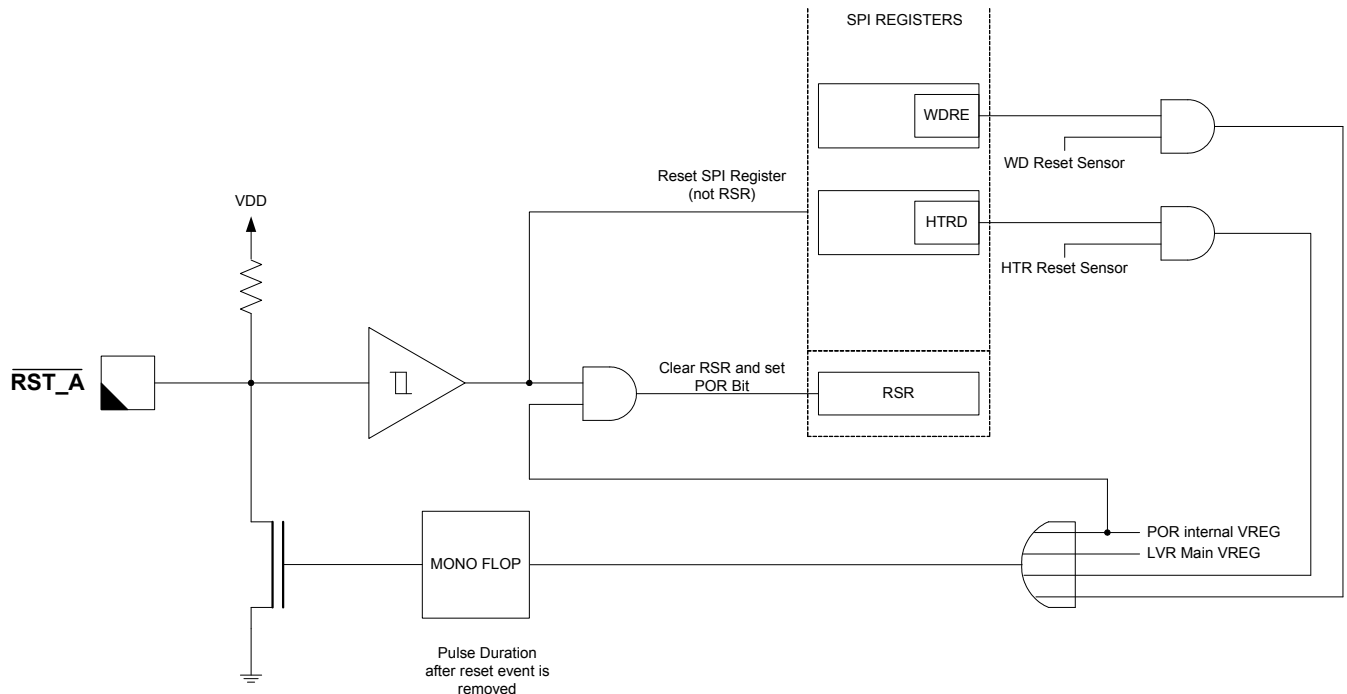 SPI REGISTERS
WDRE
WD Reset Sensor
Reset SPI Register
(not RSR)
VDD
HTRD
HTR Reset Sensor
RST_A
Clear RSR and set
POR Bit
RSR
POR internal VREG
LVR Main VREG
MONO FLOP
Pulse Duration
after reset event is
removed